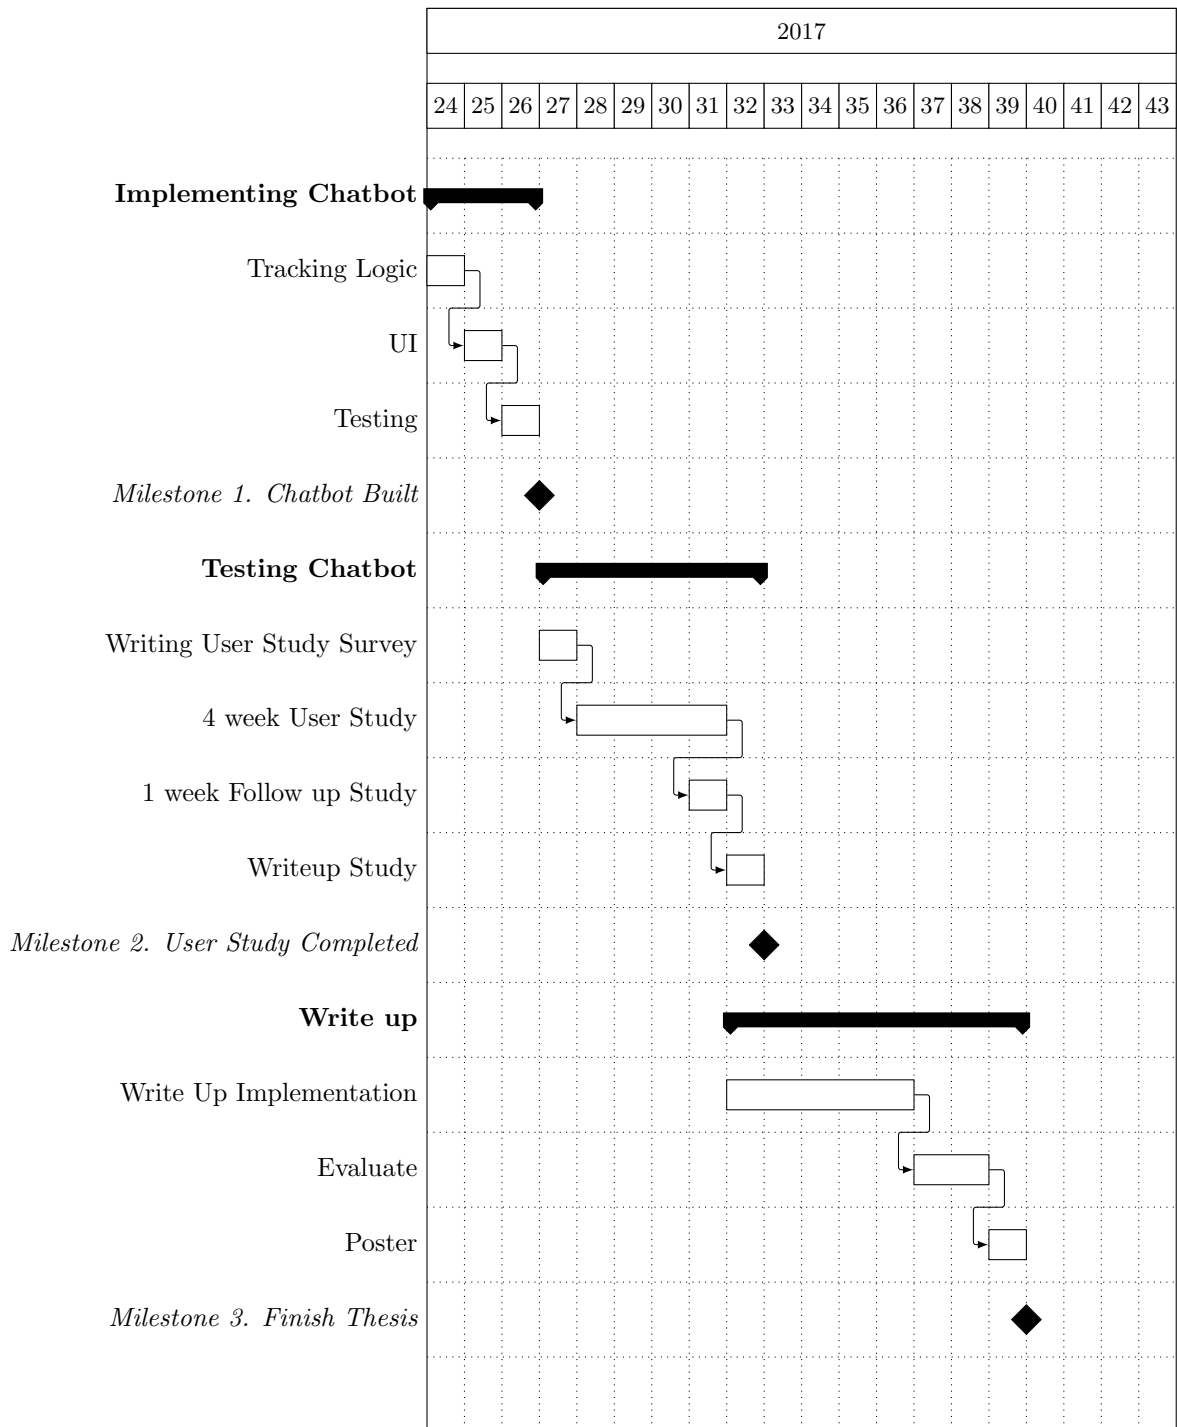 2017
24 25 26 27 28 29 30 31 32 33 34 35 36 37 38 39 40 41 42 43
Implementing Chatbot
Tracking Logic
UI
Testing
Milestone 1. Chatbot Built
Testing Chatbot
Writing User Study Survey
4 week User Study
1 week Follow up Study
Writeup Study
Milestone 2. User Study Completed
Write up
Write Up Implementation
Evaluate
Poster
Milestone 3. Finish Thesis